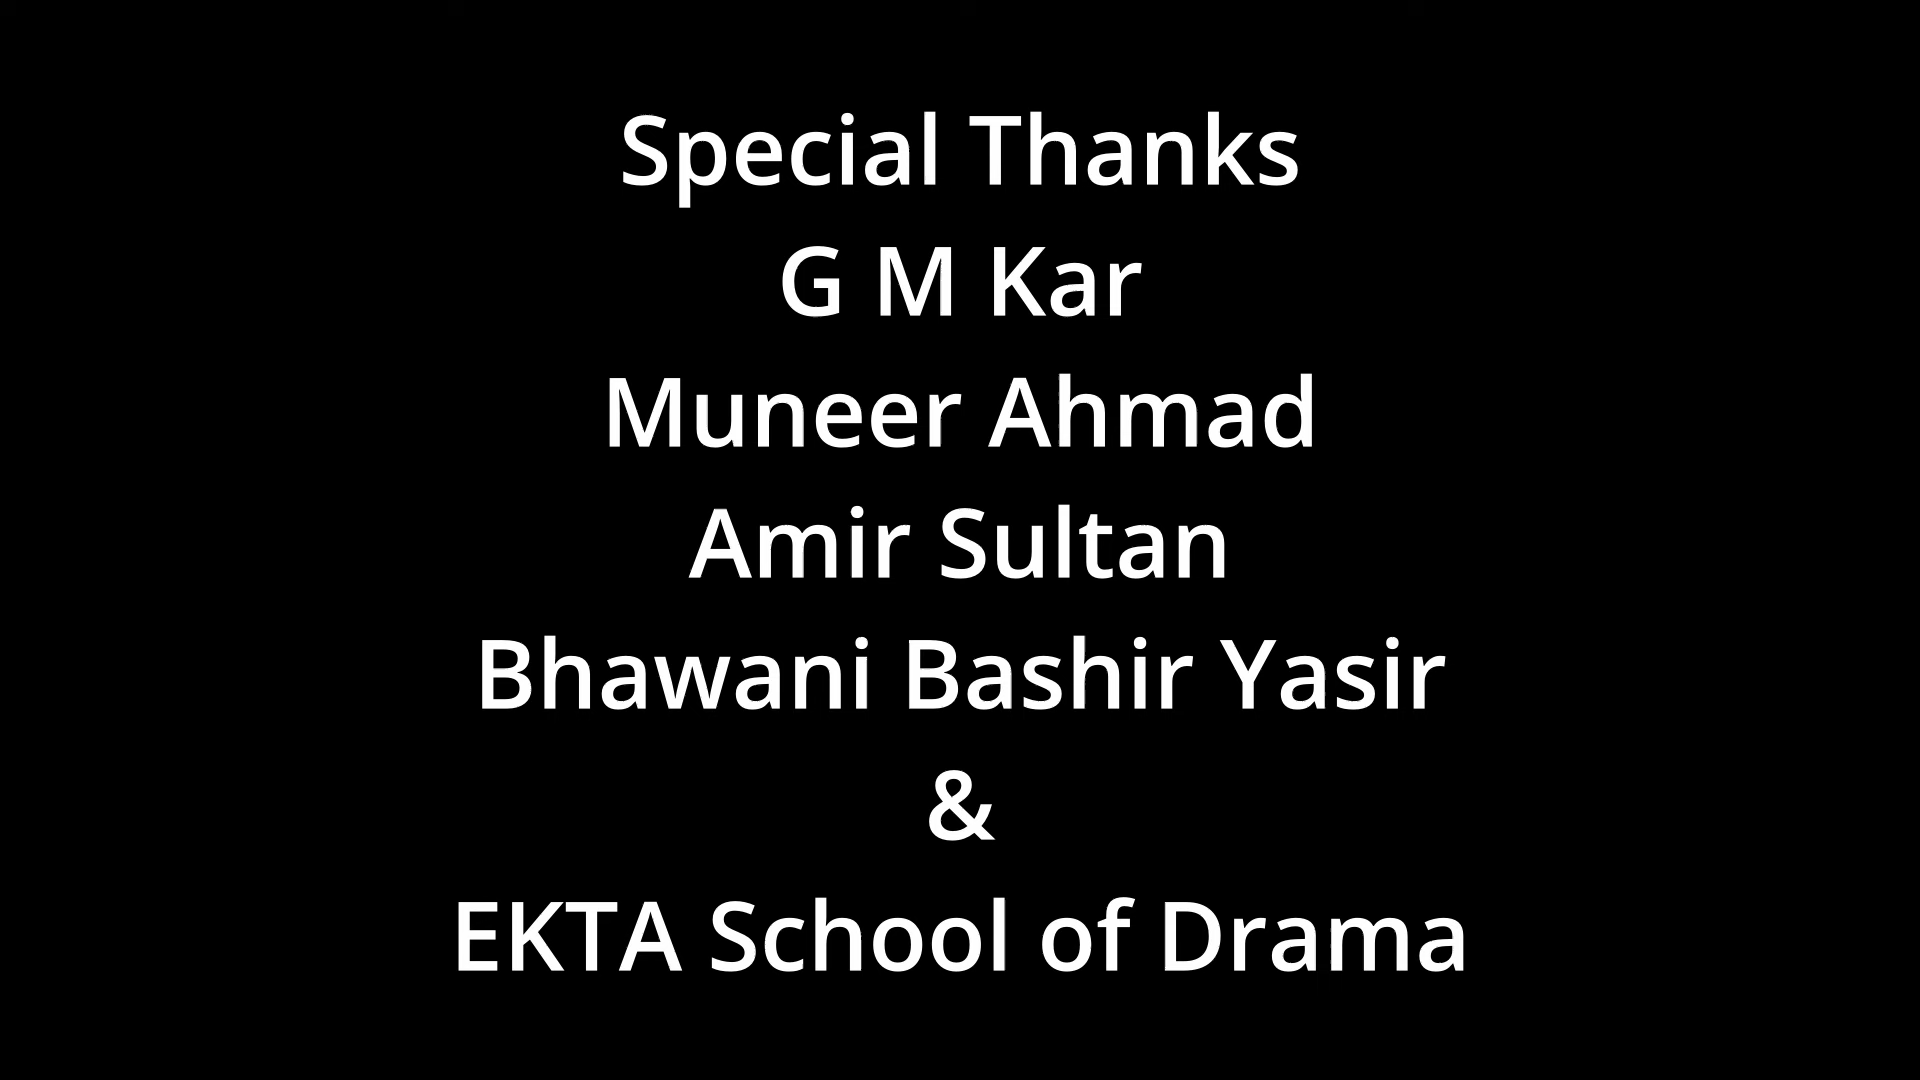 Special Thanks
G M Kar
Muneer Ahmad
Amir Sultan
Bhawani Bashir Yasir
&
EKTA School of Drama